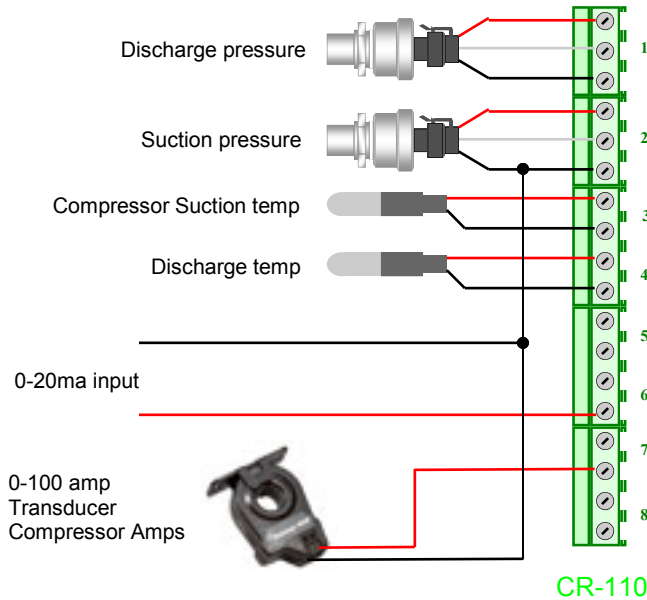 Discharge pressure
1
Suction pressure
2
Compressor Suction temp
3
Discharge temp
4
5
0-20ma input
6
7
0-100 amp
Transducer
Compressor Amps
8
CR-110